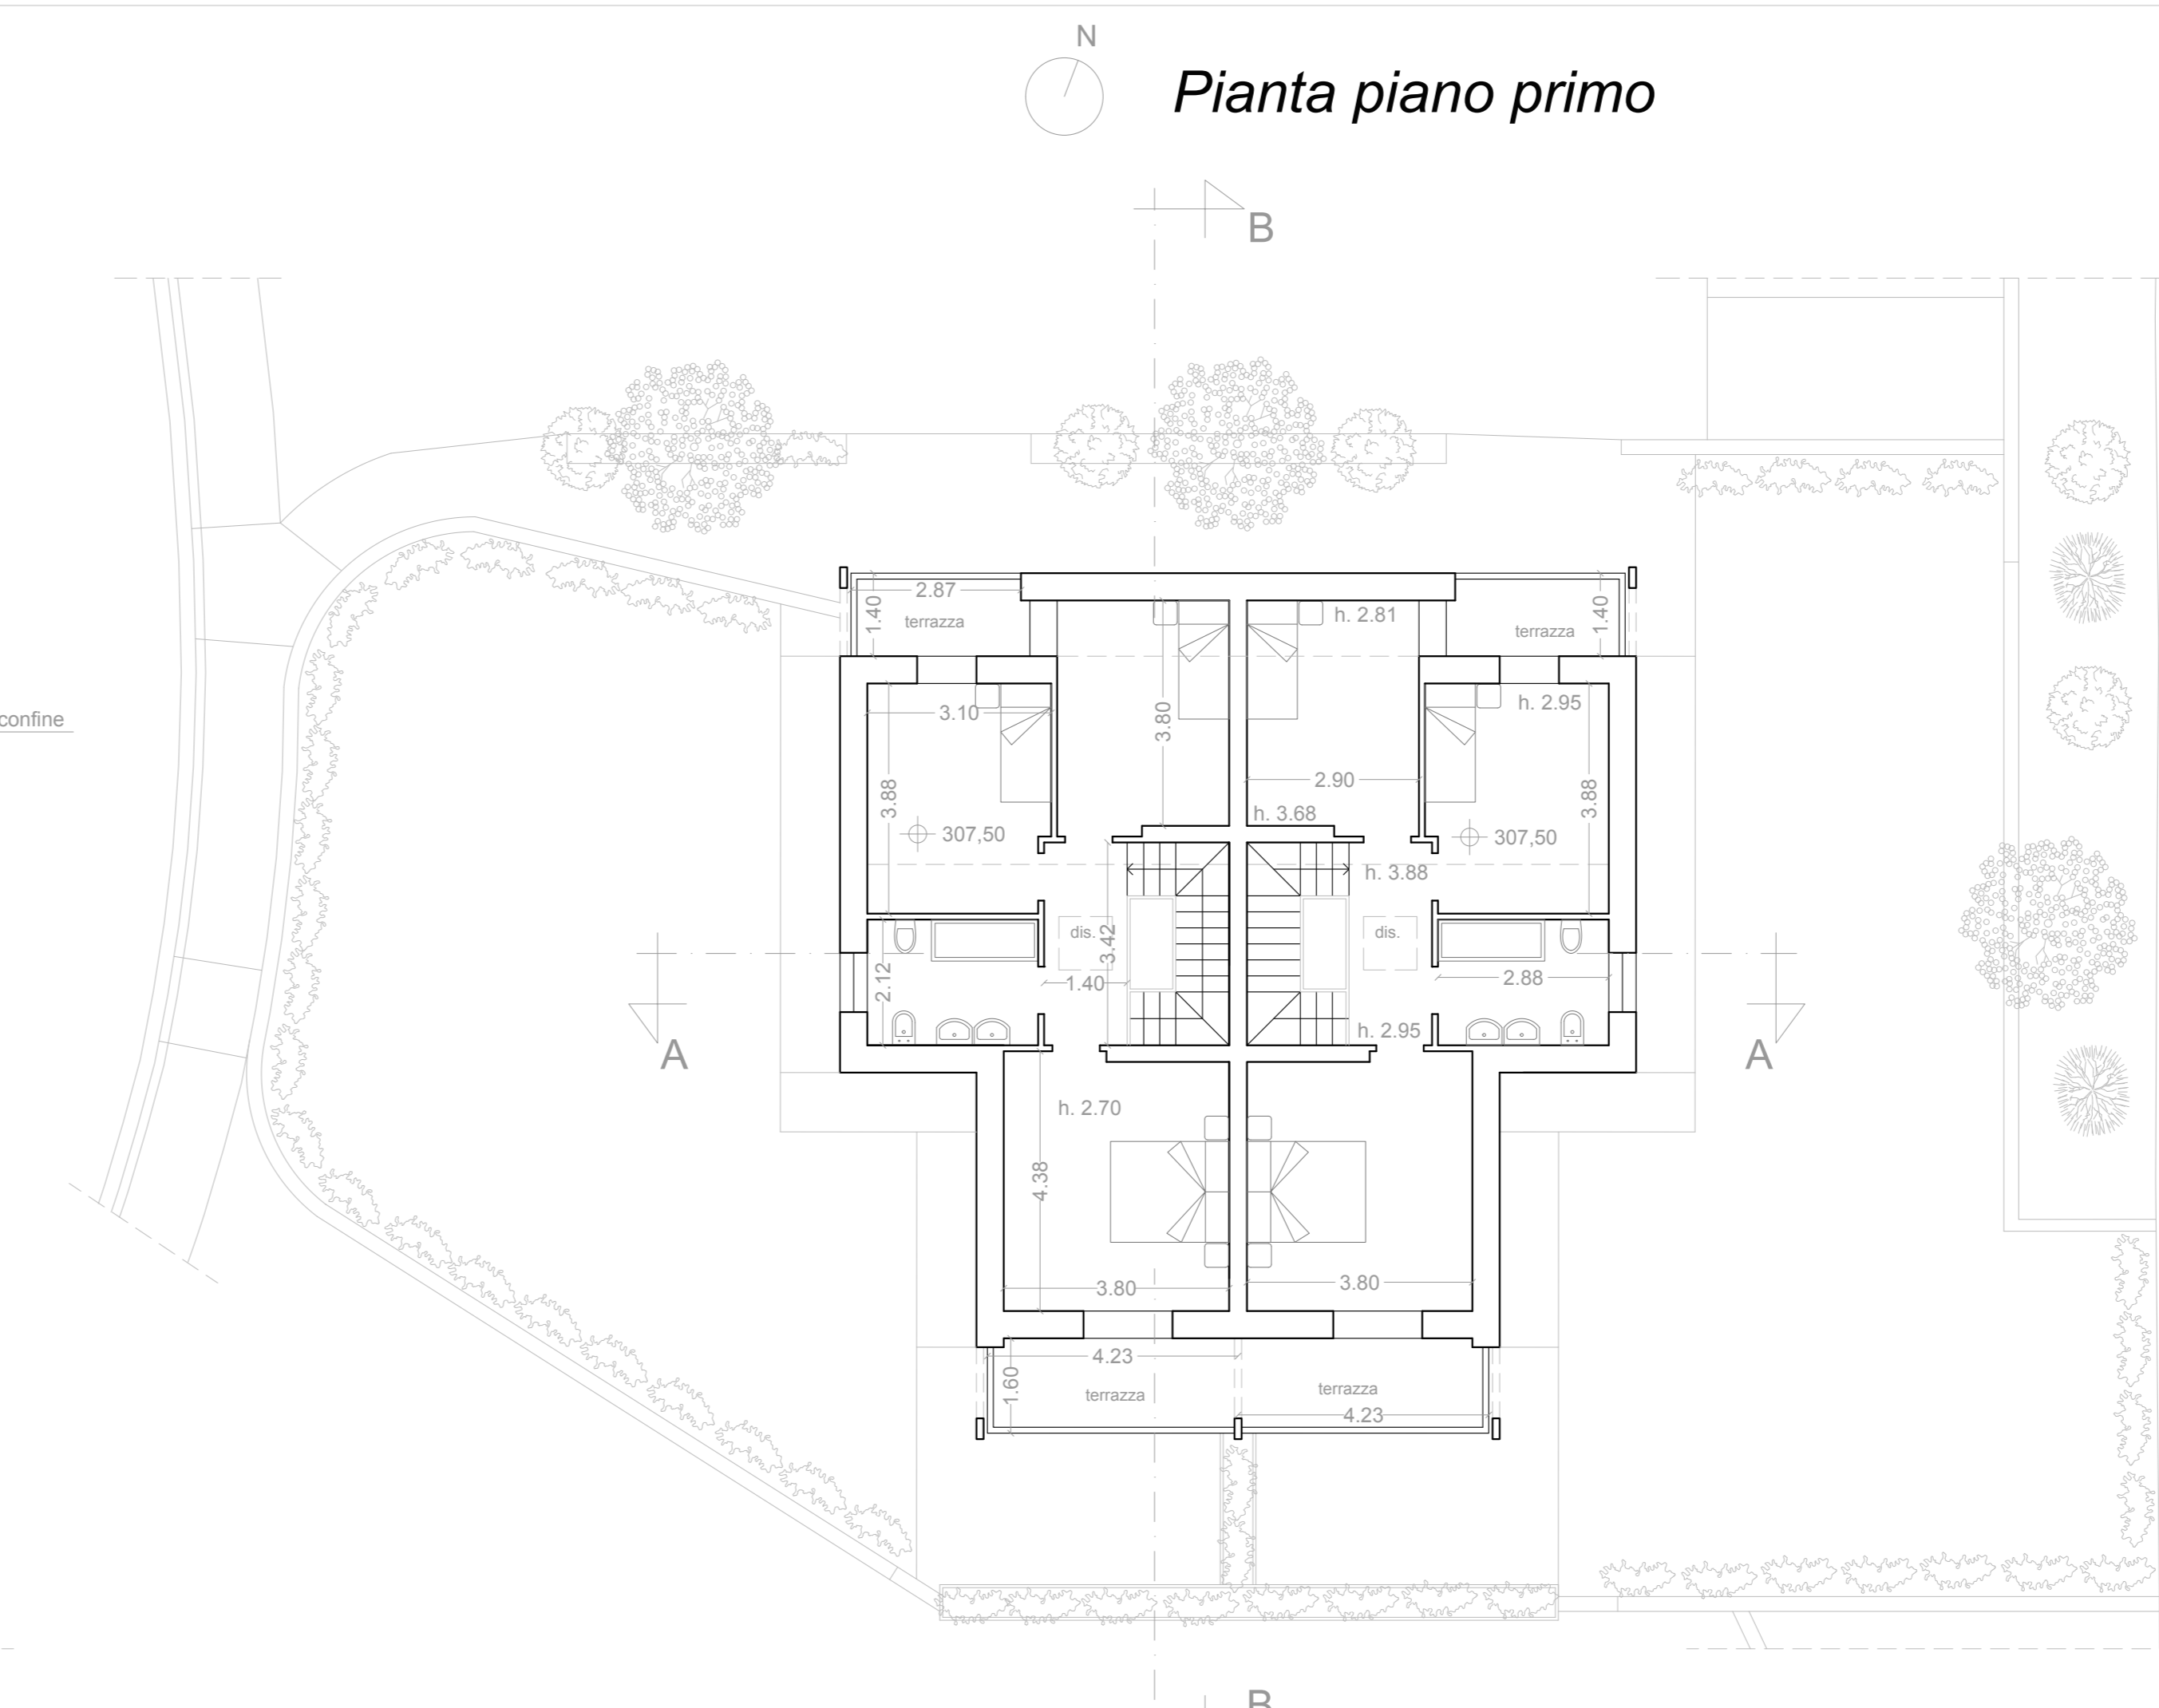 N
Pianta piano primo
B
2.87
1.40
terrazza
h. 2.81
terrazza
1.40
confine
3.10
3.80
h. 2.95
3.88
2.90
3.88
307,50
h. 3.68
307,50
h. 3.88
dis.
3.42
dis.
2.12
1.40
2.88
h. 2.95
A
A
h. 2.70
4.38
3.80
3.80
4.23
1.60
terrazza
terrazza
4.23
B